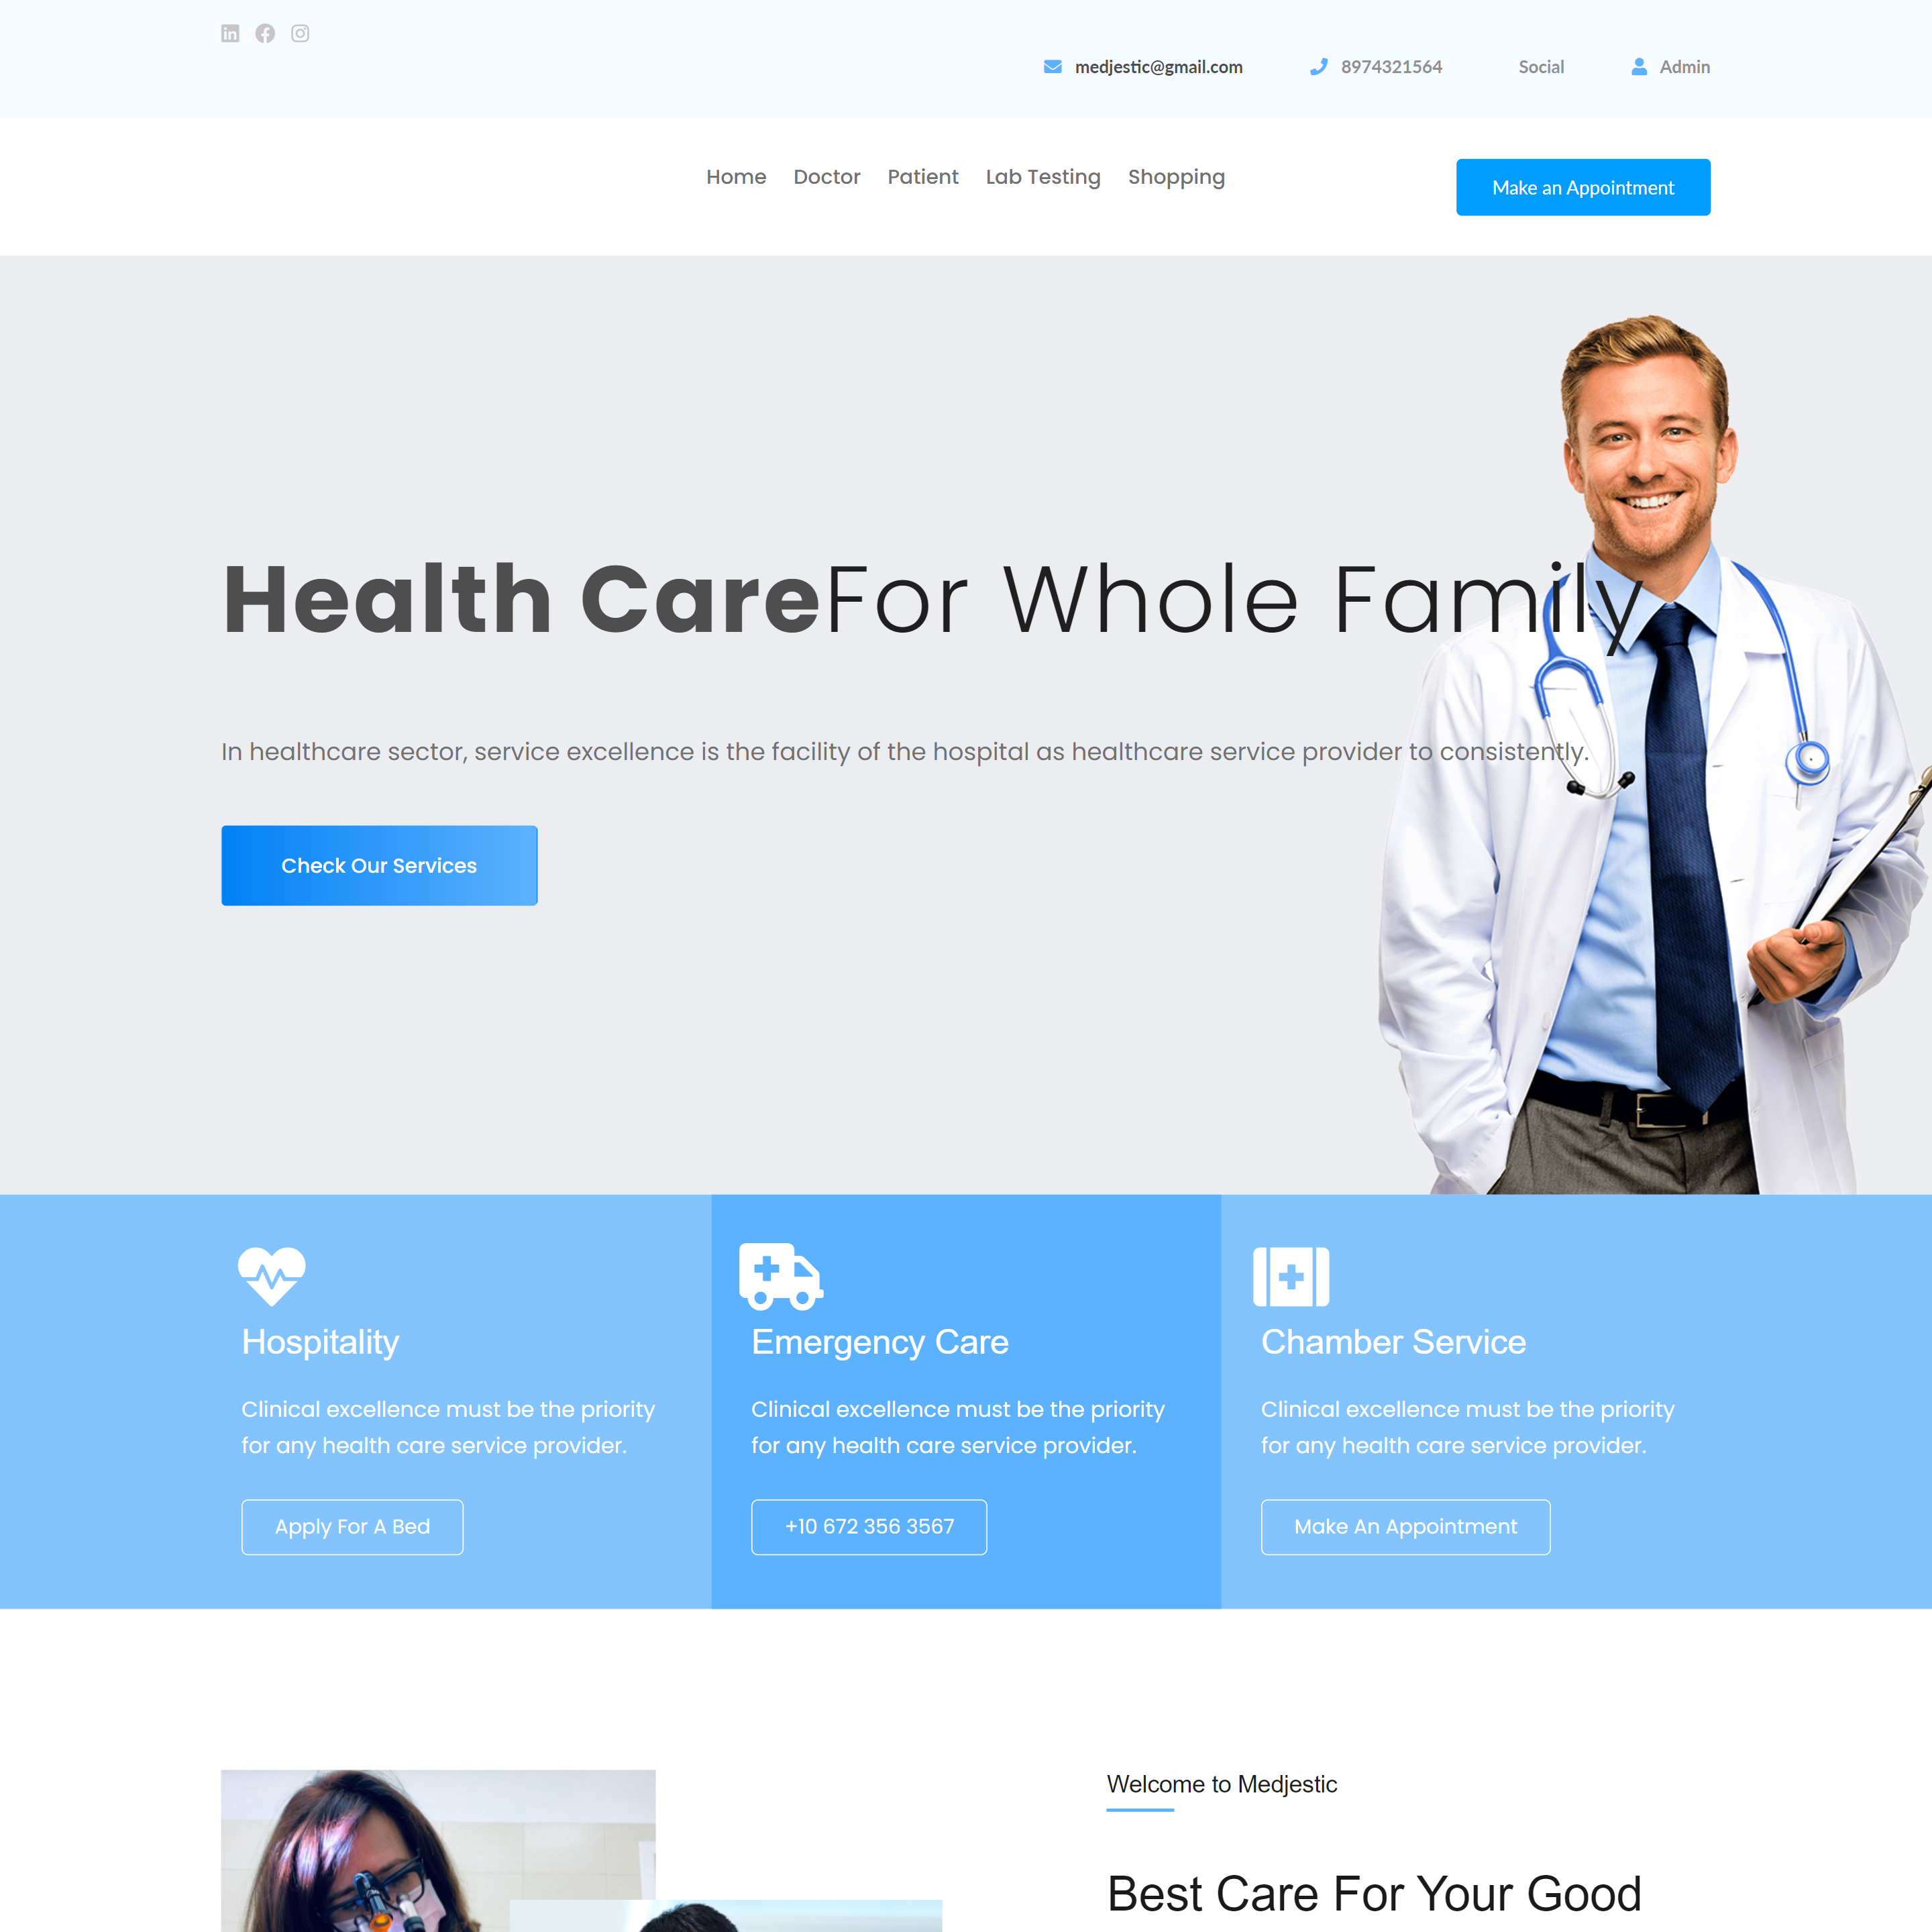 medjestic@gmail.com 8974321564 Social Admin
Home Doctor Patient Lab Testing Shopping
Make an Appointment
Health CareFor Whole Family
In healthcare sector, service excellence is the facility of the hospital as healthcare service provider to consistently.
Check Our Services
Hospitality
Clinical excellence must be the priority
for any health care service provider.
Apply For A Bed
Emergency Care
Clinical excellence must be the priority
for any health care service provider.
+10 672 356 3567
Chamber Service
Clinical excellence must be the priority
for any health care service provider.
Make An Appointment
Welcome to Medjestic
Best Care For Your Good